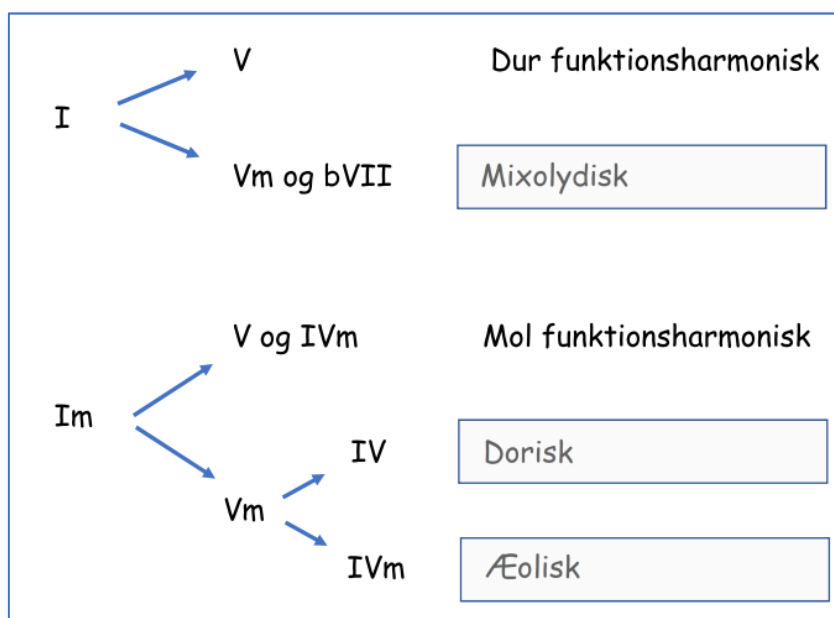 V Dur funktionsharmonisk
I
Vm og bVII Mixolydisk
V og IVm Mol funktionsharmonisk
Im
IV Dorisk
Vm
IVm Æolisk